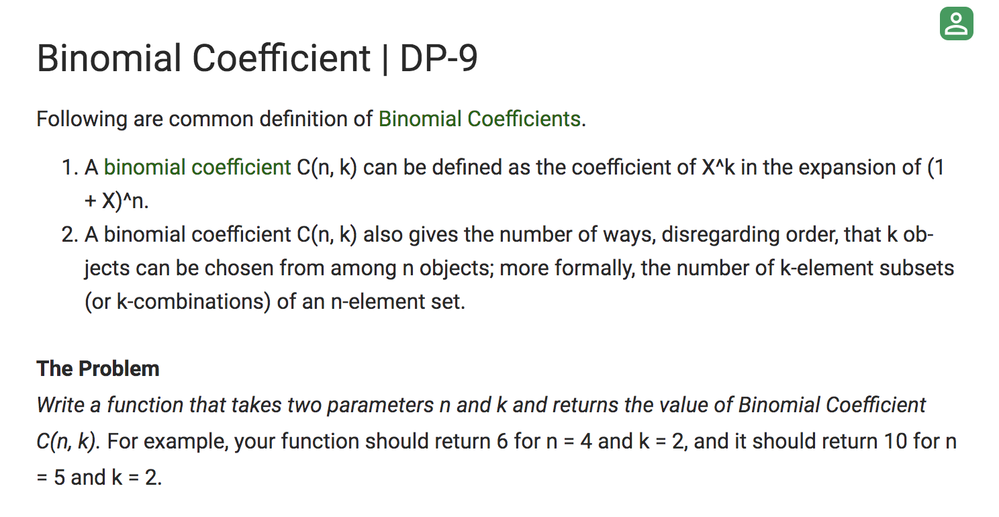 Binomial Coefficient | DP-9
Following are common definition of Binomial Coefficients.
1. A binomial coefficient C(n, k) can be defined as the coefficient of X^k in the expansion of (1
+ X)^n.
2. A binomial coefficient C(n, k) also gives the number of ways, disregarding order, that k ob-
jects can be chosen from among n objects; more formally, the number of k-element subsets
(or k-combinations) of an n-element set.
The Problem
Write a function that takes two parameters n and k and returns the value of Binomial Coefficient
C(n, k). For example, your function should return 6 for n = 4 and k = 2, and it should return 10 for n
= 5 and k = 2.